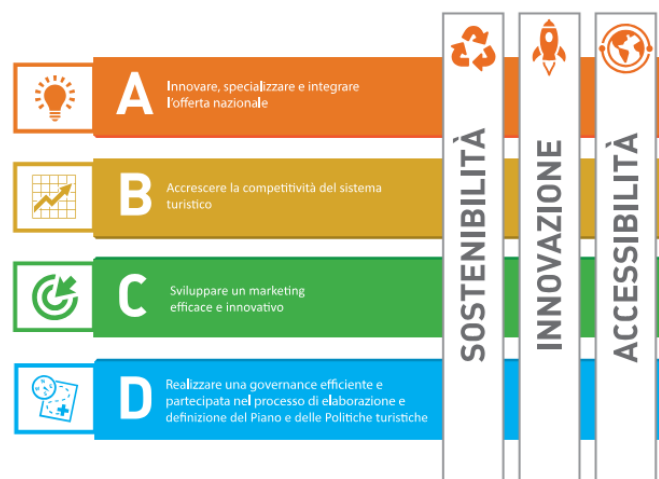 A
Innovare, specializzare e integrare
l'offerta nazionale
B
Accrescere la competitività del sistema
turistico
C
Sviluppare un marketing
efficace e innovativo
D
Realizzare una governance efficiente e
partecipata nel processo di elaborazione e
definizione del Piano e delle Politiche turistiche
SOSTENIBILITÀ
INNOVAZIONE
ACCESSIBILITÀ